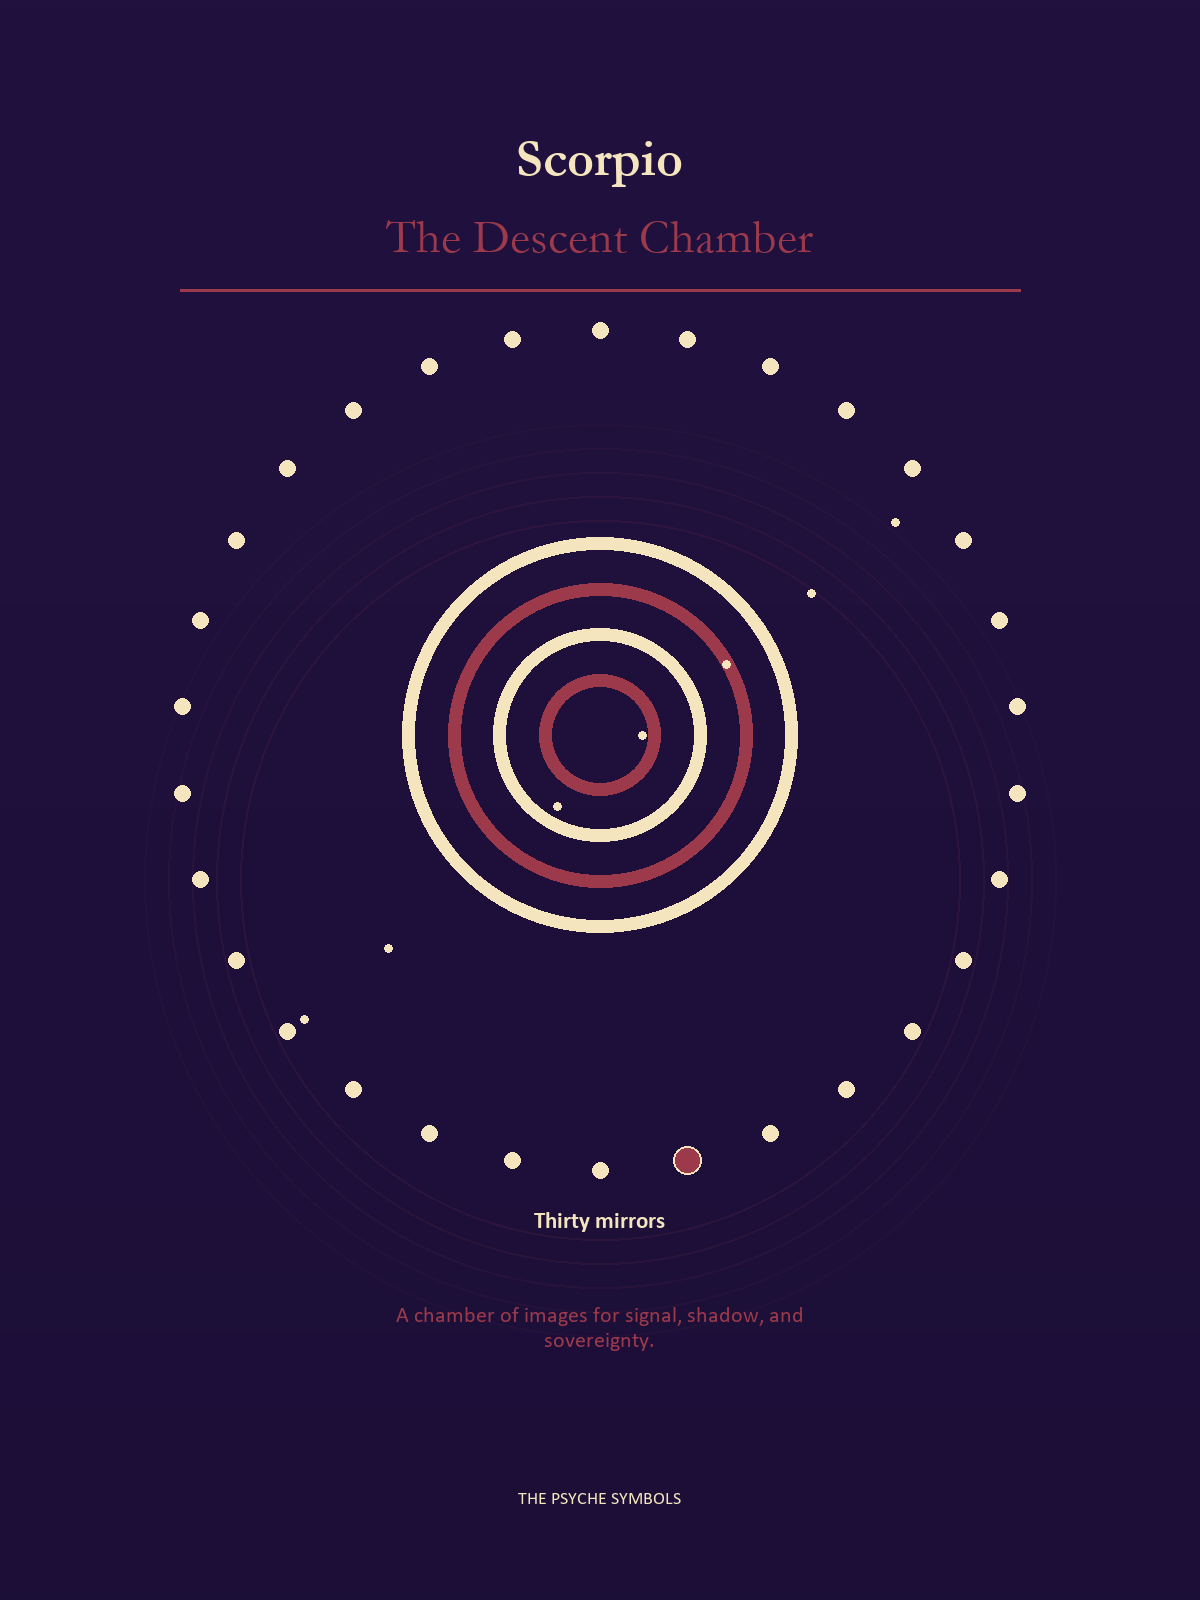 Scorpio
The Descent Chamber
Thirty mirrors
A chamber of images for signal, shadow, and
sovereignty.
THE PSYCHE SYMBOLS